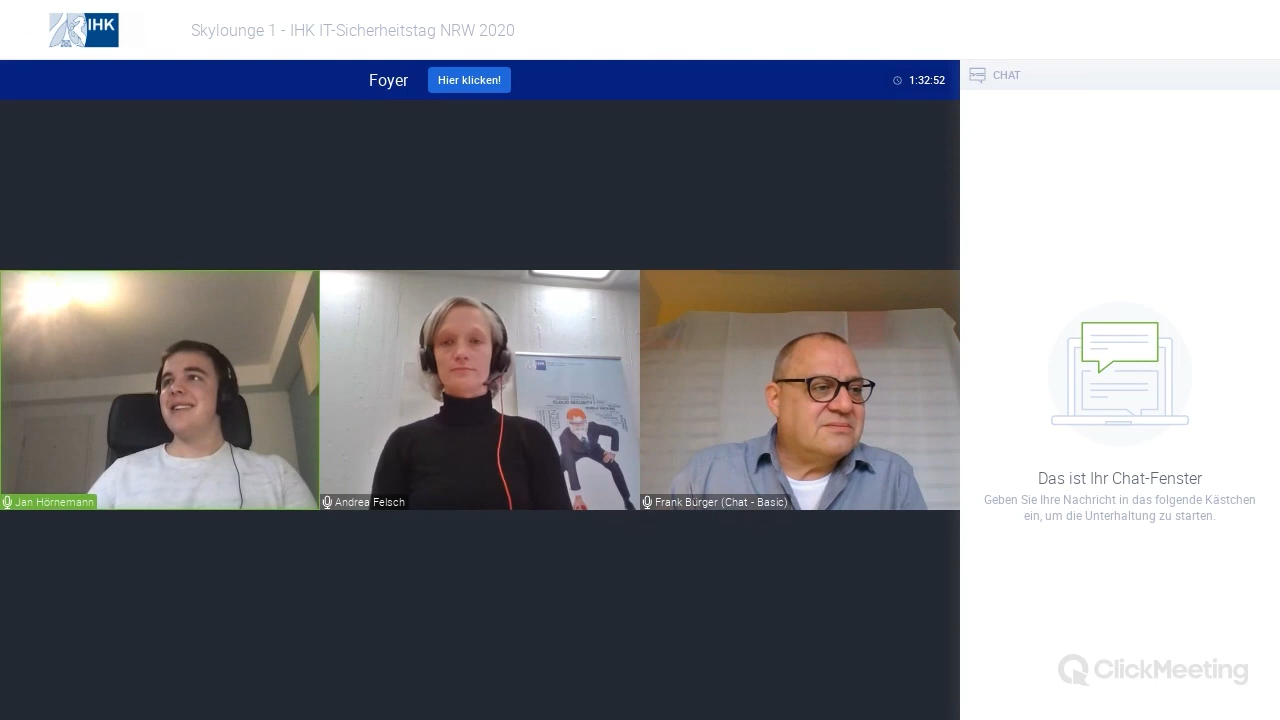 IHK
Skylounge 1 - IHK IT-Sicherheitstag NRW 2020
Foyer
Hier klicken!
1:32:52
CHAT
IHK
Jan Hörnemann
Andrea Felsch
Frank Bürger (Chat - Basic)
Das ist Ihr Chat-Fenster
Geben Sie Ihre Nachricht in das folgende Kästchen
ein, um die Unterhaltung zu starten.
ClickMeeting